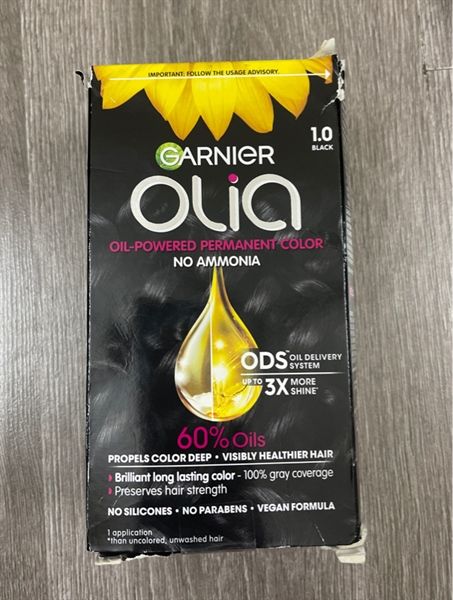 IMPORTANT: FOLLOW THE USAGE ADVISORY.
1.0
BLACK
GARNIER
OLIA
OIL-POWERED PERMANENT COLOR
NO AMMONIA
ODS™ OIL DELIVERY SYSTEM
UP TO 3X MORE SHINE*
60% Oils
PROPELS COLOR DEEP • VISIBLY HEALTHIER HAIR
Brilliant long lasting color - 100% gray coverage
Preserves hair strength
NO SILICONES • NO PARABENS • VEGAN FORMULA
1 application
*than uncolored, unwashed hair